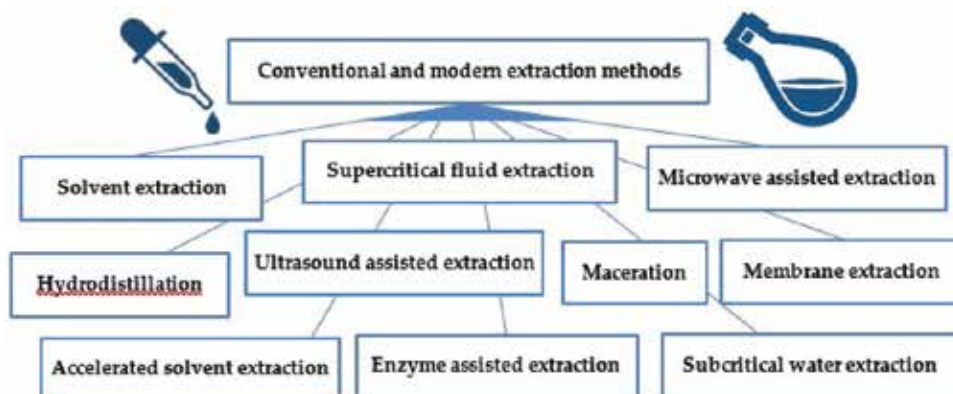 Conventional and modern extraction methods
Solvent extraction
Supercritical fluid extraction
Microwave assisted extraction
Hydrodistillation
Ultrasound assisted extraction
Maceration
Membrane extraction
Accelerated solvent extraction
Enzyme assisted extraction
Subcritical water extraction